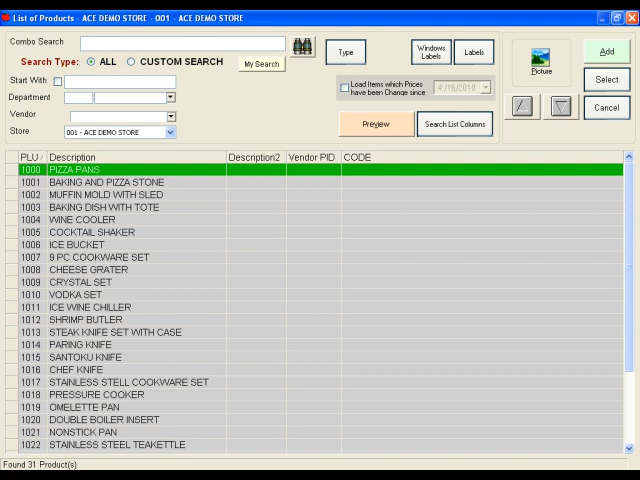 List of Products - ACE DEMO STORE - 001 - ACE DEMO STORE
Combo Search
Search Type: ALL CUSTOM SEARCH
My Search
Start With
Department
Vendor
Store 001 - ACE DEMO STORE
Type
Windows Labels
Labels
Load Items which Prices have been Change since 4/16/2010
Preview
Search List Columns
Picture
Add
Select
Cancel
PLU / Description Description2 Vendor PID CODE
1000 PIZZA PANS
1001 BAKING AND PIZZA STONE
1002 MUFFIN MOLD WITH SLED
1003 BAKING DISH WITH TOTE
1004 WINE COOLER
1005 COCKTAIL SHAKER
1006 ICE BUCKET
1007 9 PC COOKWARE SET
1008 CHEESE GRATER
1009 CRYSTAL SET
1010 VODKA SET
1011 ICE WINE CHILLER
1012 SHRIMP BUTLER
1013 STEAK KNIFE SET WITH CASE
1014 PARING KNIFE
1015 SANTOKU KNIFE
1016 CHEF KNIFE
1017 STAINLESS STELL COOKWARE SET
1018 PRESSURE COOKER
1019 OMELETTE PAN
1020 DOUBLE BOILER INSERT
1021 NONSTICK PAN
1022 STAINLESS STEEL TEAKETTLE
Found 31 Product(s)